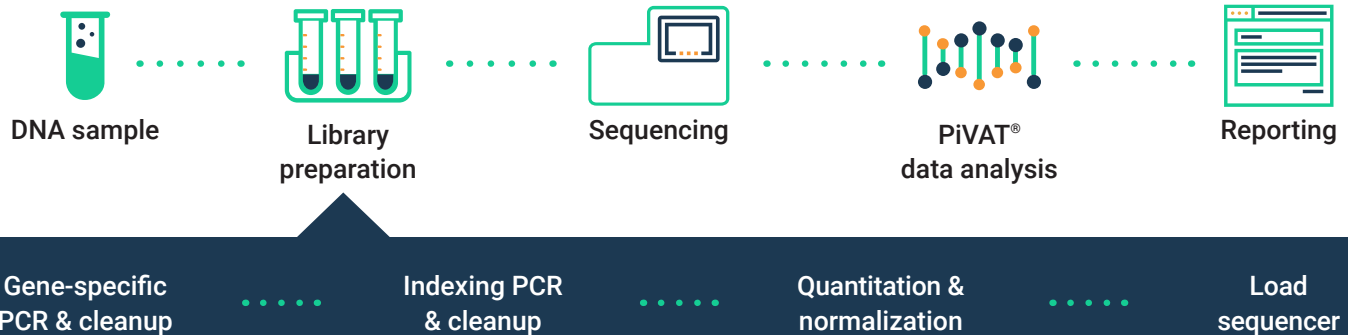 DNA sample
Library
preparation
Sequencing
PiVAT®
data analysis
Reporting
Gene-specific
PCR & cleanup
Indexing PCR
& cleanup
Quantitation &
normalization
Load
sequencer